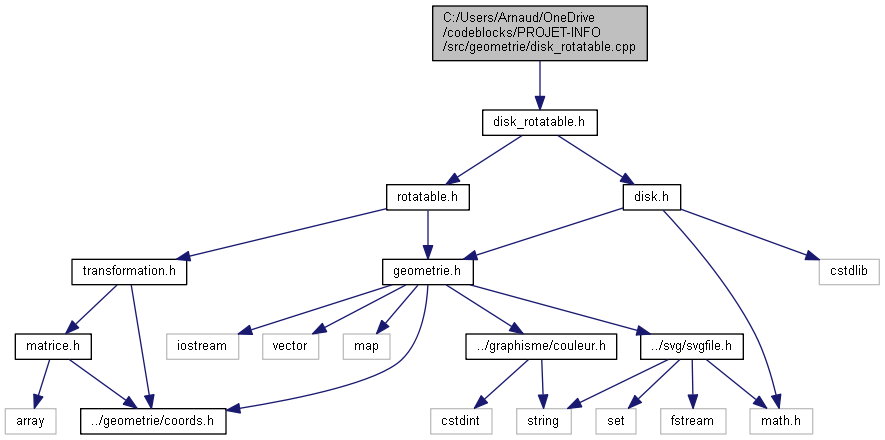 C:/Users/Arnaud/OneDrive
/codeblocks/PROJET-INFO
/src/geometrie/disk_rotatable.cpp
disk_rotatable.h
rotatable.h
disk.h
transformation.h
geometrie.h
cstdlib
matrice.h
iostream
vector
map
../graphisme/couleur.h
../svg/svgfile.h
array
../geometrie/coords.h
cstdint
string
set
fstream
math.h